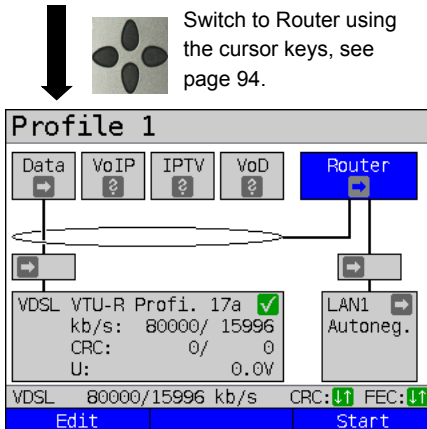 Switch to Router using
the cursor keys, see
page 94.
Profile 1
Data VoIP IPTV VoD Router
? ? ?
VDSL VTU-R Profi. 17a
kb/s: 80000/ 15996
CRC: 0/ 0
U: 0.0V
LAN1
Autoneg.
VDSL 80000/15996 kb/s CRC: FEC:
Edit Start